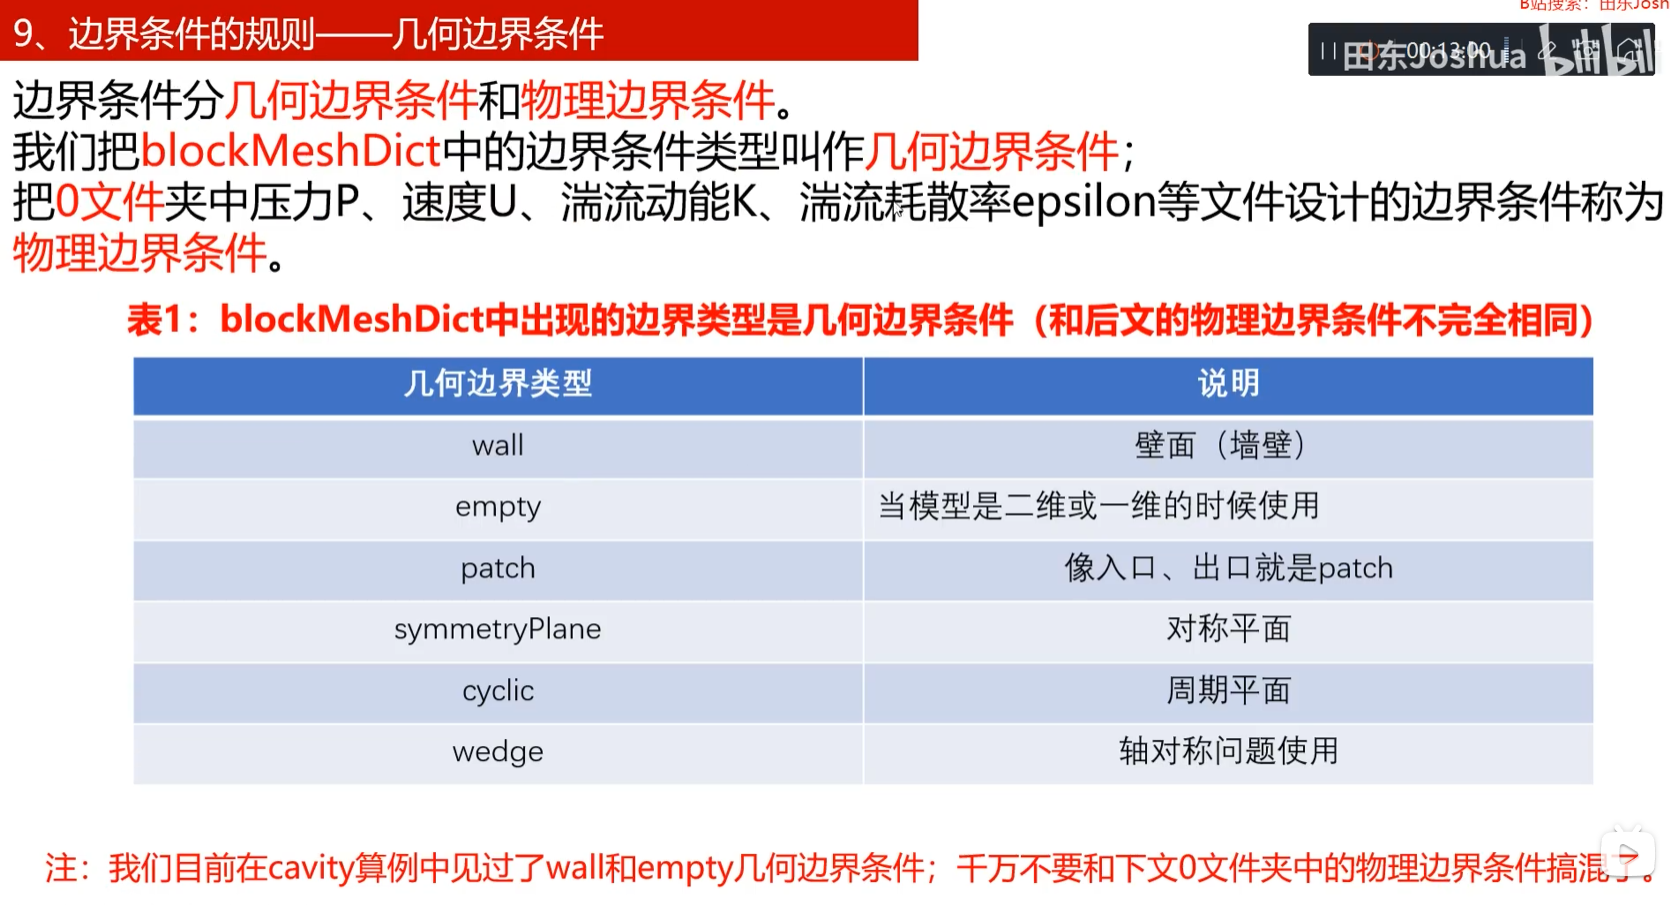 B站搜索：田东Josh
9、边界条件的规则——几何边界条件
00:13:00
田东Joshua bilibili
边界条件分几何边界条件和物理边界条件。
我们把blockMeshDict中的边界条件类型叫作几何边界条件；
把0文件夹中压力P、速度U、湍流动能K、湍流耗散率epsilon等文件设计的边界条件称为
物理边界条件。
表1：blockMeshDict中出现的边界类型是几何边界条件（和后文的物理边界条件不完全相同）
几何边界类型 说明
wall 壁面（墙壁）
empty 当模型是二维或一维的时候使用
patch 像入口、出口就是patch
symmetryPlane 对称平面
cyclic 周期平面
wedge 轴对称问题使用
注：我们目前在cavity算例中见过了wall和empty几何边界条件；千万不要和下文0文件夹中的物理边界条件搞混了。